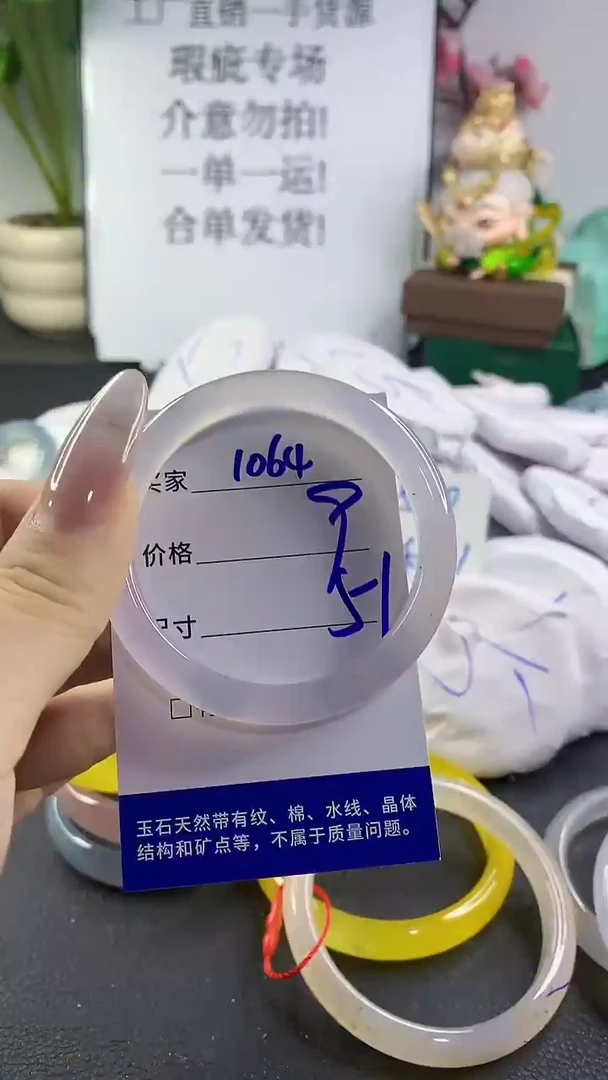 工厂直销一手货源
瑕疵专场
介意勿拍!
一单一运!
合单发货!
买家 1064
价格
尺寸 51
玉石天然带有纹、棉、水线、晶体
结构和矿点等，不属于质量问题。